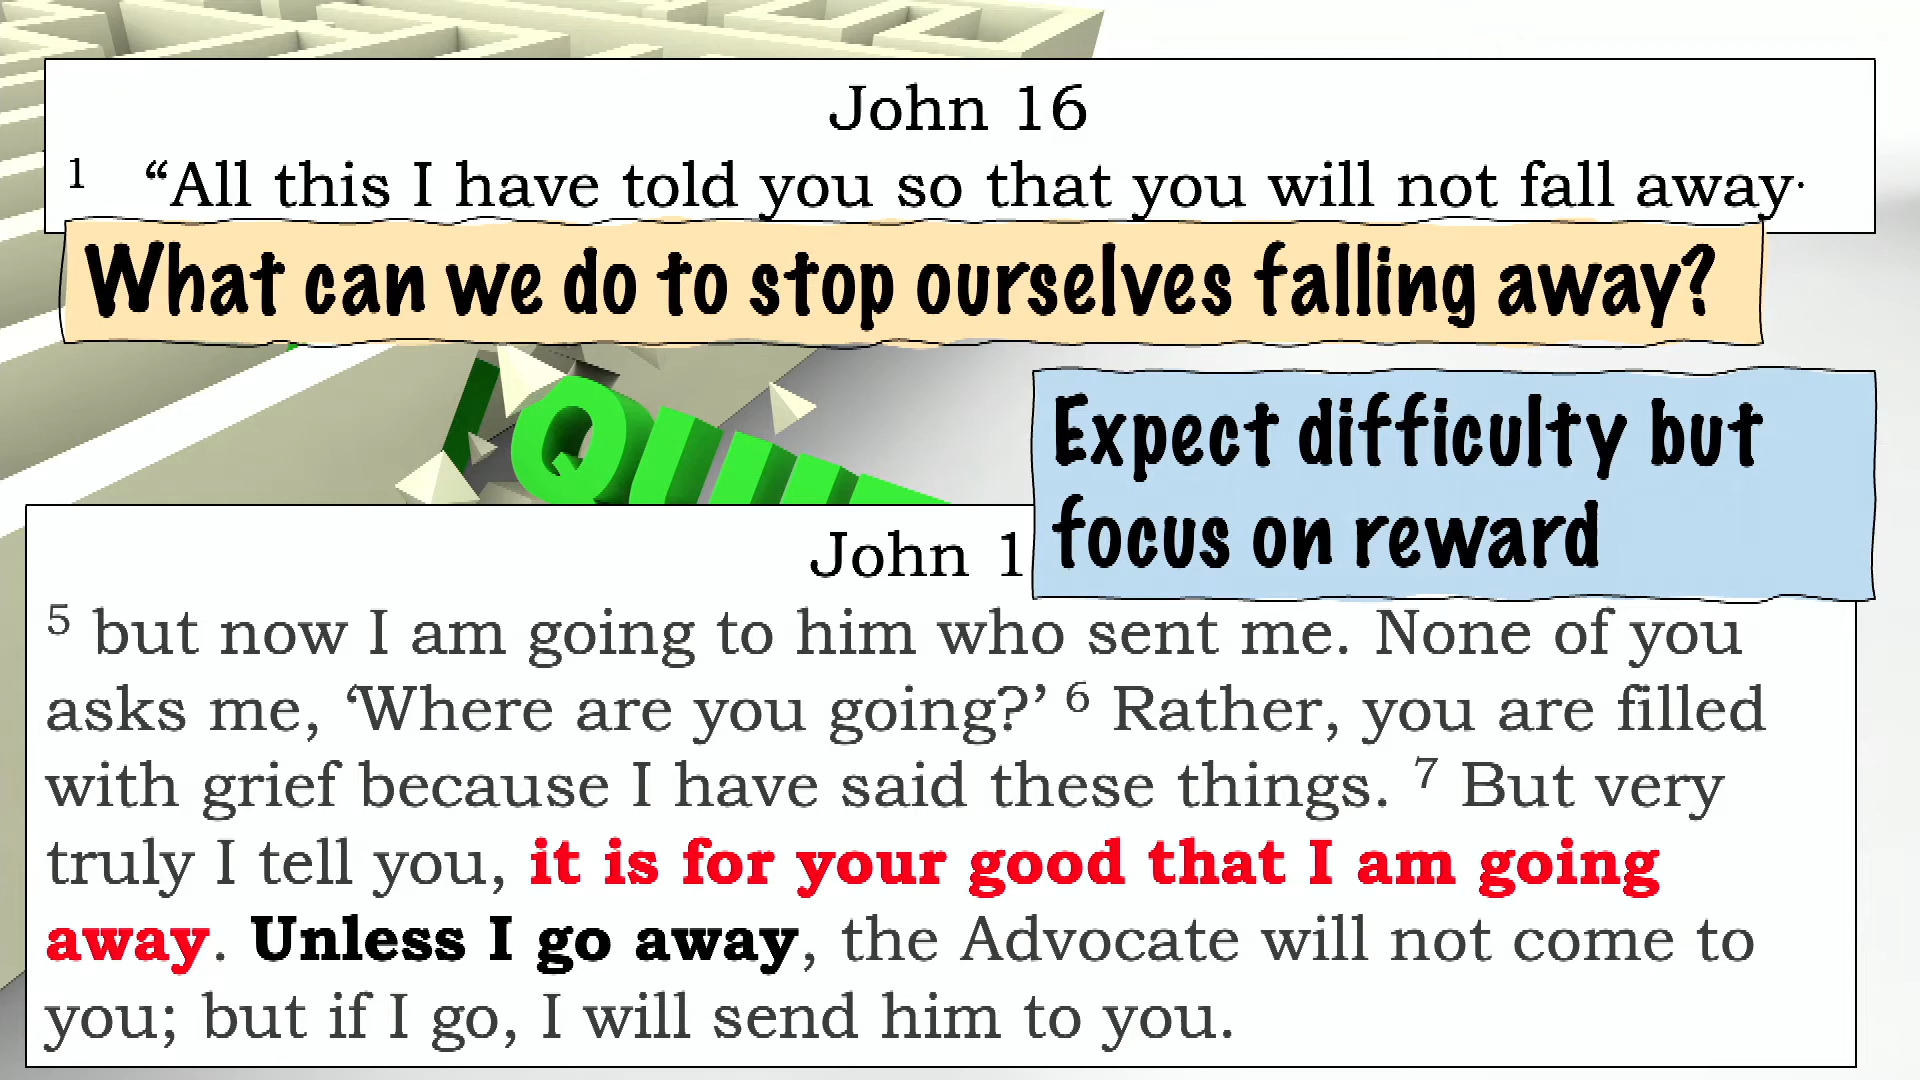 John 16
1 “All this I have told you so that you will not fall away.
What can we do to stop ourselves falling away?
Expect difficulty but
focus on reward
QUI
John 1
5 but now I am going to him who sent me. None of you
asks me, ‘Where are you going?’ 6 Rather, you are filled
with grief because I have said these things. 7 But very
truly I tell you, it is for your good that I am going
away. Unless I go away, the Advocate will not come to
you; but if I go, I will send him to you.